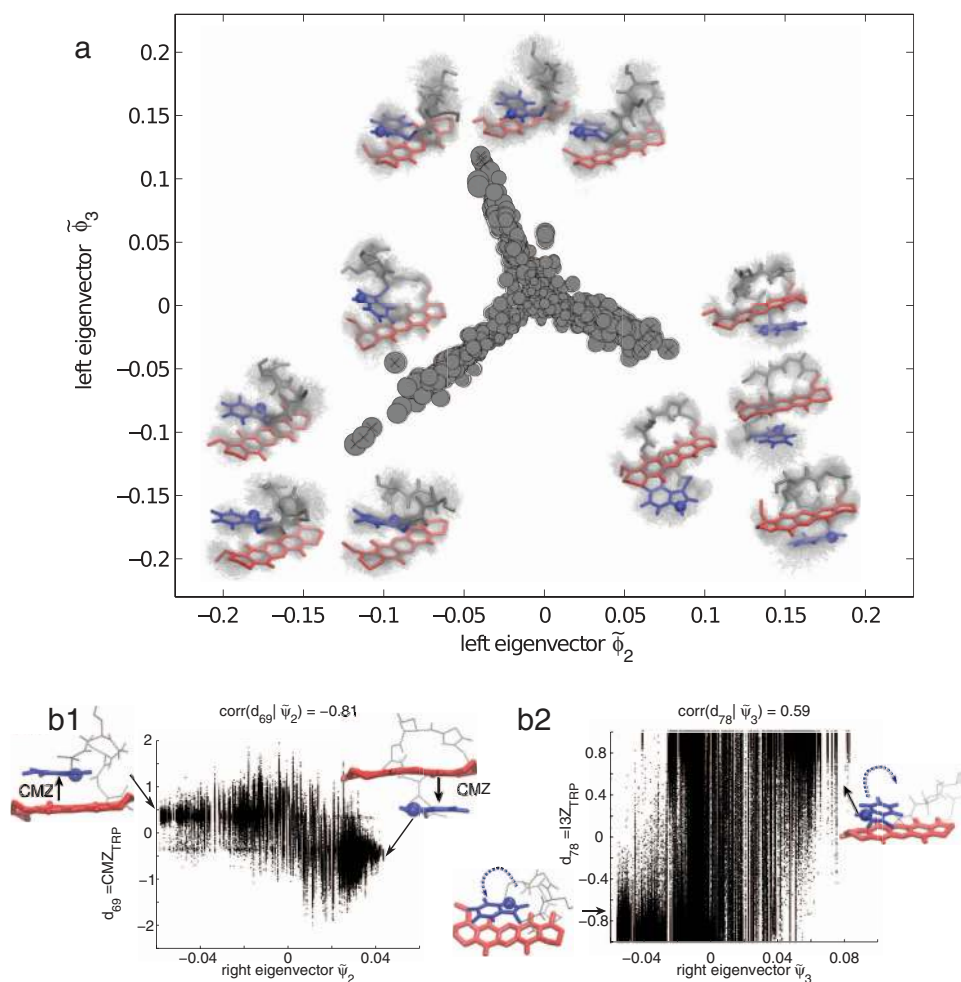 a
left eigenvector φ̃₃
0.2
0.15
0.1
0.05
0
−0.05
−0.1
−0.15
−0.2
−0.2 −0.15 −0.1 −0.05 0 0.05 0.1 0.15 0.2
left eigenvector φ̃₂
b1
corr(d₆₉| ψ̃₂) = −0.81
CMZ
CMZ
d₆₉ =CMZ_TRP
2
1
0
−1
−2
−0.04 0 0.04
right eigenvector ψ̃₂
b2
corr(d₇₈| ψ̃₃) = 0.59
d₇₈=I3Z_TRP
0.8
0.4
0
−0.4
−0.8
−0.04 0 0.04 0.08
right eigenvector ψ̃₃